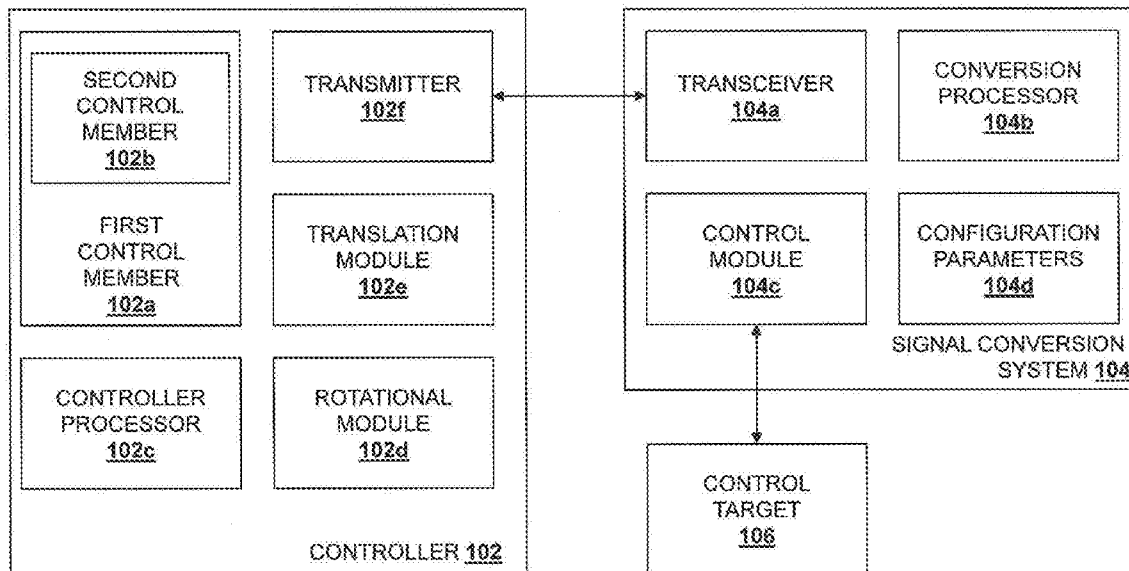 SECOND
CONTROL
MEMBER
102b
FIRST
CONTROL
MEMBER
102a
TRANSMITTER
102f
TRANSLATION
MODULE
102e
CONTROLLER
PROCESSOR
102c
ROTATIONAL
MODULE
102d
CONTROLLER 102
TRANSCEIVER
104a
CONVERSION
PROCESSOR
104b
CONTROL
MODULE
104c
CONFIGURATION
PARAMETERS
104d
SIGNAL CONVERSION
SYSTEM 104
CONTROL
TARGET
106